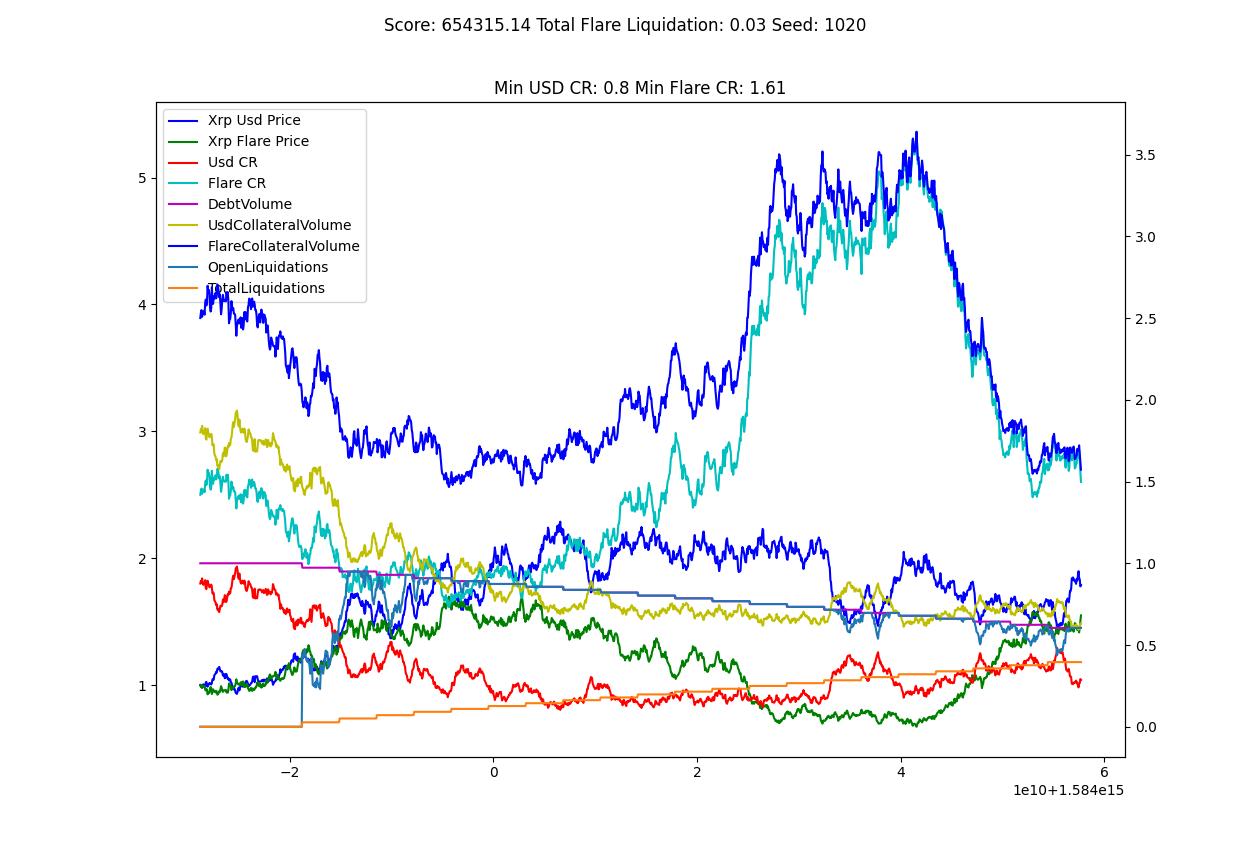 Score: 654315.14 Total Flare Liquidation: 0.03 Seed: 1020
Min USD CR: 0.8 Min Flare CR: 1.61
Xrp Usd Price
Xrp Flare Price
Usd CR
Flare CR
DebtVolume
UsdCollateralVolume
FlareCollateralVolume
OpenLiquidations
TotalLiquidations
5
4
3
2
1
3.5
3.0
2.5
2.0
1.5
1.0
0.5
0.0
−2
0
2
4
6
1e10+1.584e15